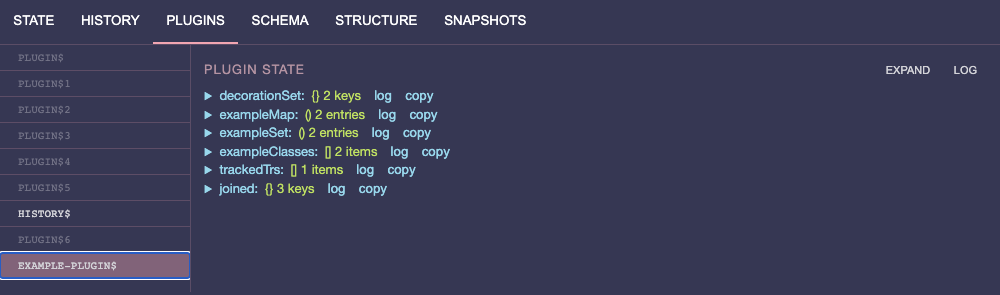 STATE HISTORY PLUGINS SCHEMA STRUCTURE SNAPSHOTS
PLUGIN$
PLUGIN$1
PLUGIN$2
PLUGIN$3
PLUGIN$4
PLUGIN$5
HISTORY$
PLUGIN$6
EXAMPLE-PLUGIN$
PLUGIN STATE EXPAND LOG
▶ decorationSet: {} 2 keys log copy
▶ exampleMap: () 2 entries log copy
▶ exampleSet: () 2 entries log copy
▶ exampleClasses: [] 2 items log copy
▶ trackedTrs: [] 1 items log copy
▶ joined: {} 3 keys log copy